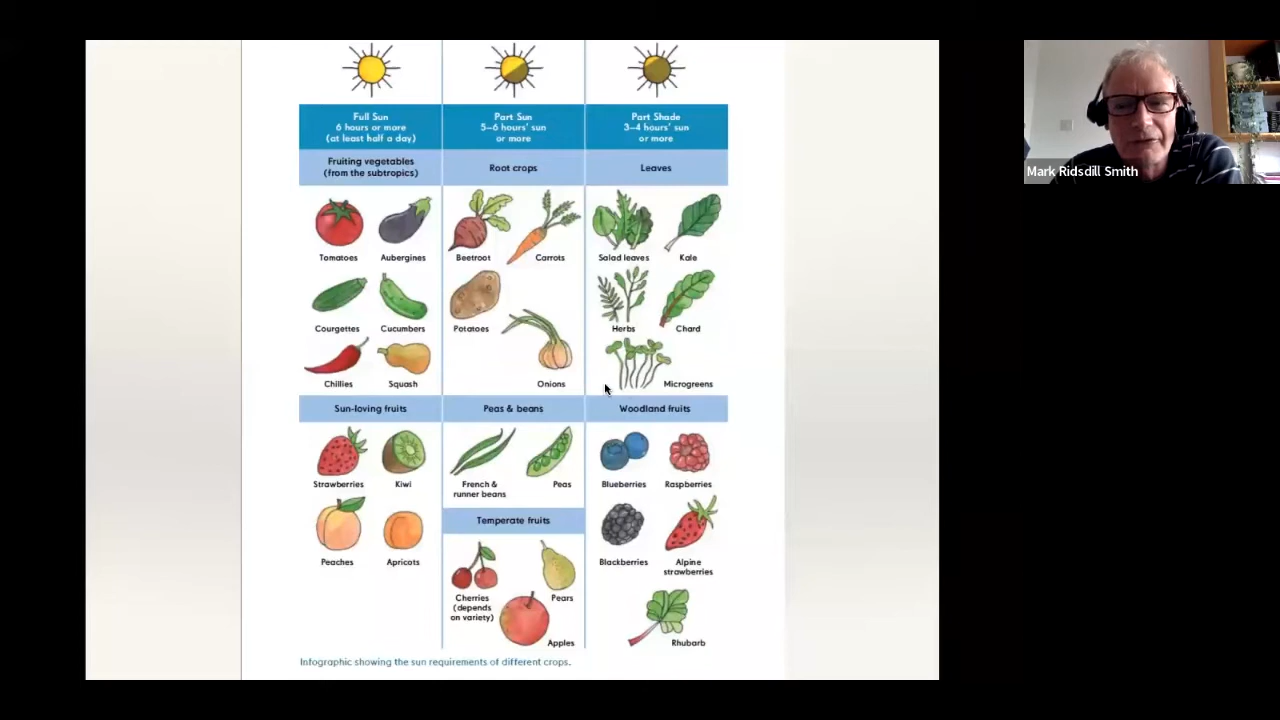 Full Sun
6 hours or more
(at least half a day)
Part Sun
5–6 hours' sun
or more
Part Shade
3–4 hours' sun
or more
Fruiting vegetables
(from the subtropics)
Root crops
Leaves
Tomatoes
Aubergines
Beetroot
Carrots
Salad leaves
Kale
Courgettes
Cucumbers
Potatoes
Herbs
Chard
Chillies
Squash
Onions
Microgreens
Sun-loving fruits
Peas & beans
Woodland fruits
Strawberries
Kiwi
French &
runner beans
Peas
Blueberries
Raspberries
Temperate fruits
Peaches
Apricots
Blackberries
Alpine
strawberries
Cherries
(depends
on variety)
Pears
Apples
Rhubarb
Infographic showing the sun requirements of different crops.
Mark Ridsdill Smith